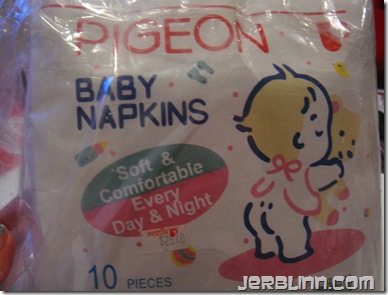 PIGEON
BABY
NAPKINS
Soft &
Comfortable
Every
Day & Night
10 PIECES
JERBLINN.COM